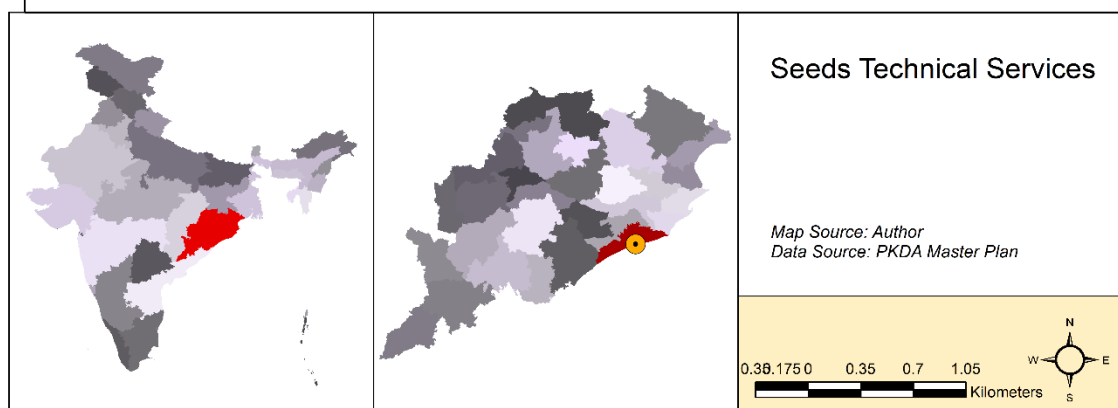 Seeds Technical Services
Map Source: Author
Data Source: PKDA Master Plan
N
W E
S
0.35 0.175 0 0.35 0.7 1.05
Kilometers